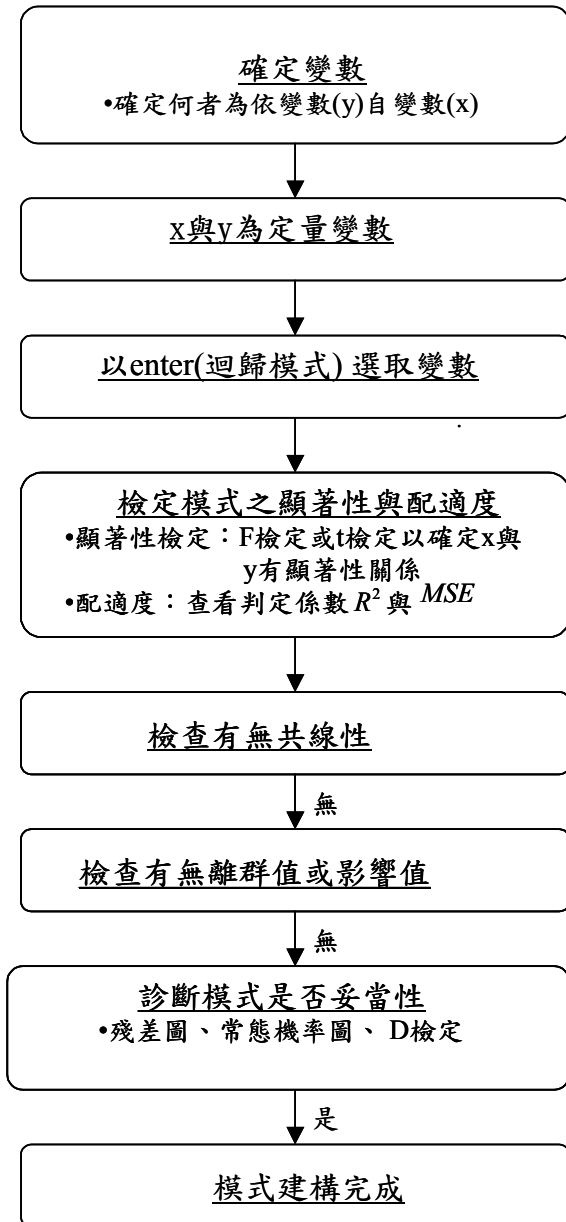 確定變數
•確定何者為依變數(y)自變數(x)
x與y為定量變數
以enter(迴歸模式) 選取變數
檢定模式之顯著性與配適度
•顯著性檢定：F檢定或t檢定以確定x與
y有顯著性關係
•配適度：查看判定係數 R² 與 MSE
檢查有無共線性
無
檢查有無離群值或影響值
無
診斷模式是否妥當性
•殘差圖、常態機率圖、D檢定
是
模式建構完成